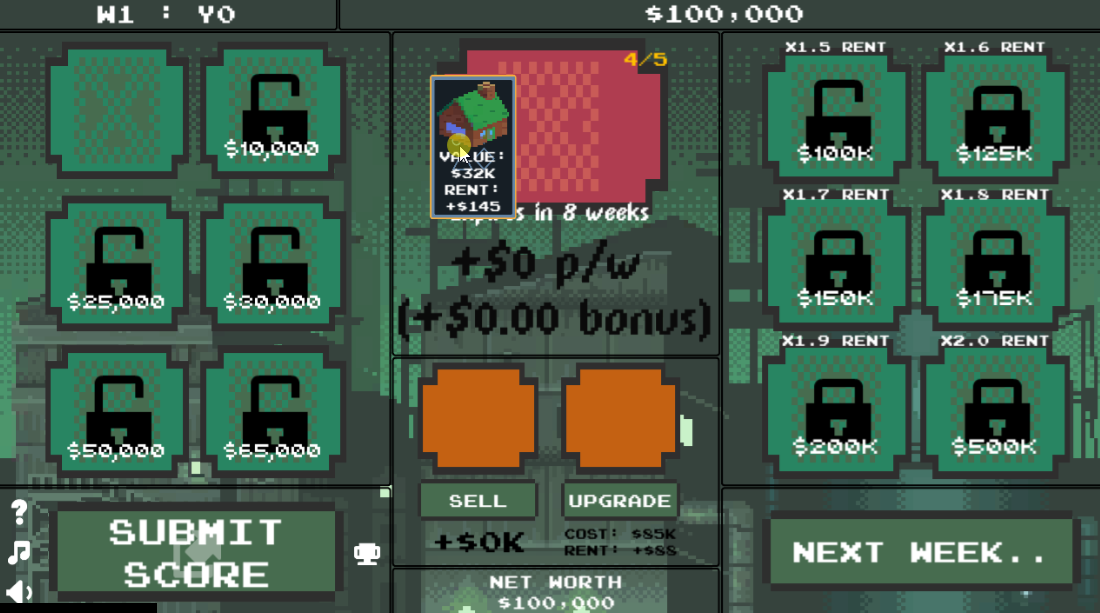 W1 : Y0
$100,000
$10,000
$25,000
$30,000
$50,000
$65,000
4/5
VALUE:
$32K
RENT:
+$145
in 8 weeks
+$0 p/w
(+$0.00 bonus)
X1.5 RENT
$100K
X1.6 RENT
$125K
X1.7 RENT
$150K
X1.8 RENT
$175K
X1.9 RENT
$200K
X2.0 RENT
$500K
SELL
+$0K
UPGRADE
COST: $85K
RENT: +$88
NET WORTH
$100,000
?
SUBMIT
SCORE
NEXT WEEK..